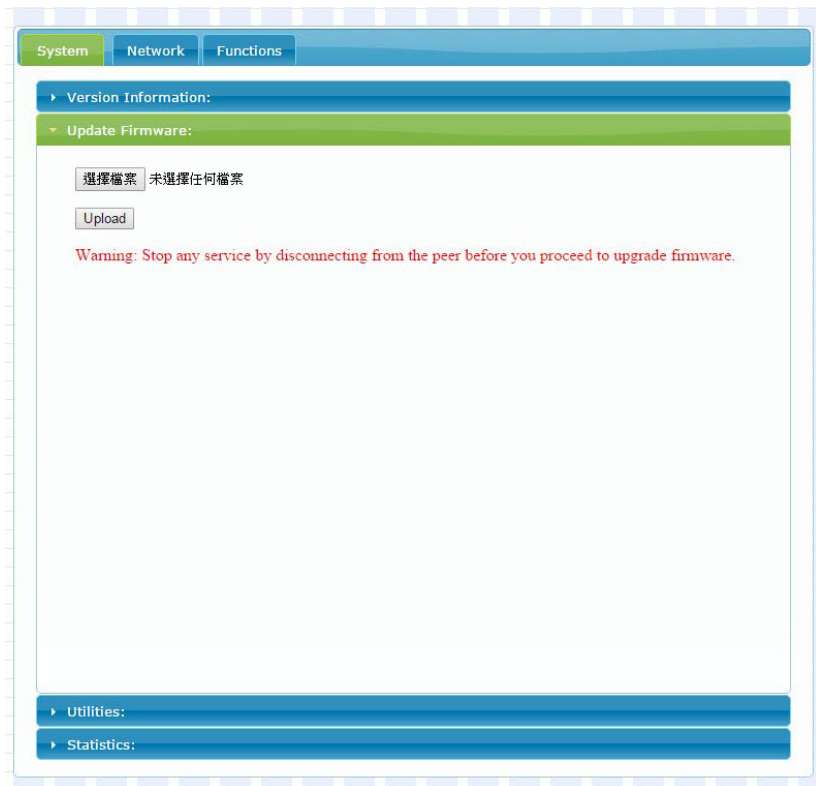 System Network Functions
Version Information:
Update Firmware:
選擇檔案 未選擇任何檔案
Upload
Warning: Stop any service by disconnecting from the peer before you proceed to upgrade firmware.
Utilities:
Statistics: